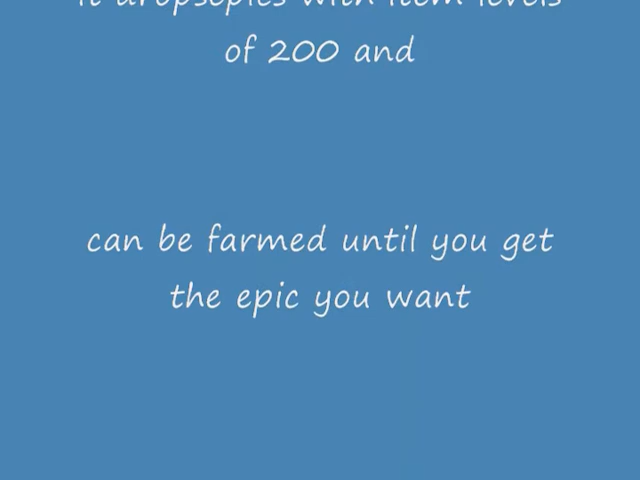 it dropsepics with item levels
of 200 and
can be farmed until you get
the epic you want